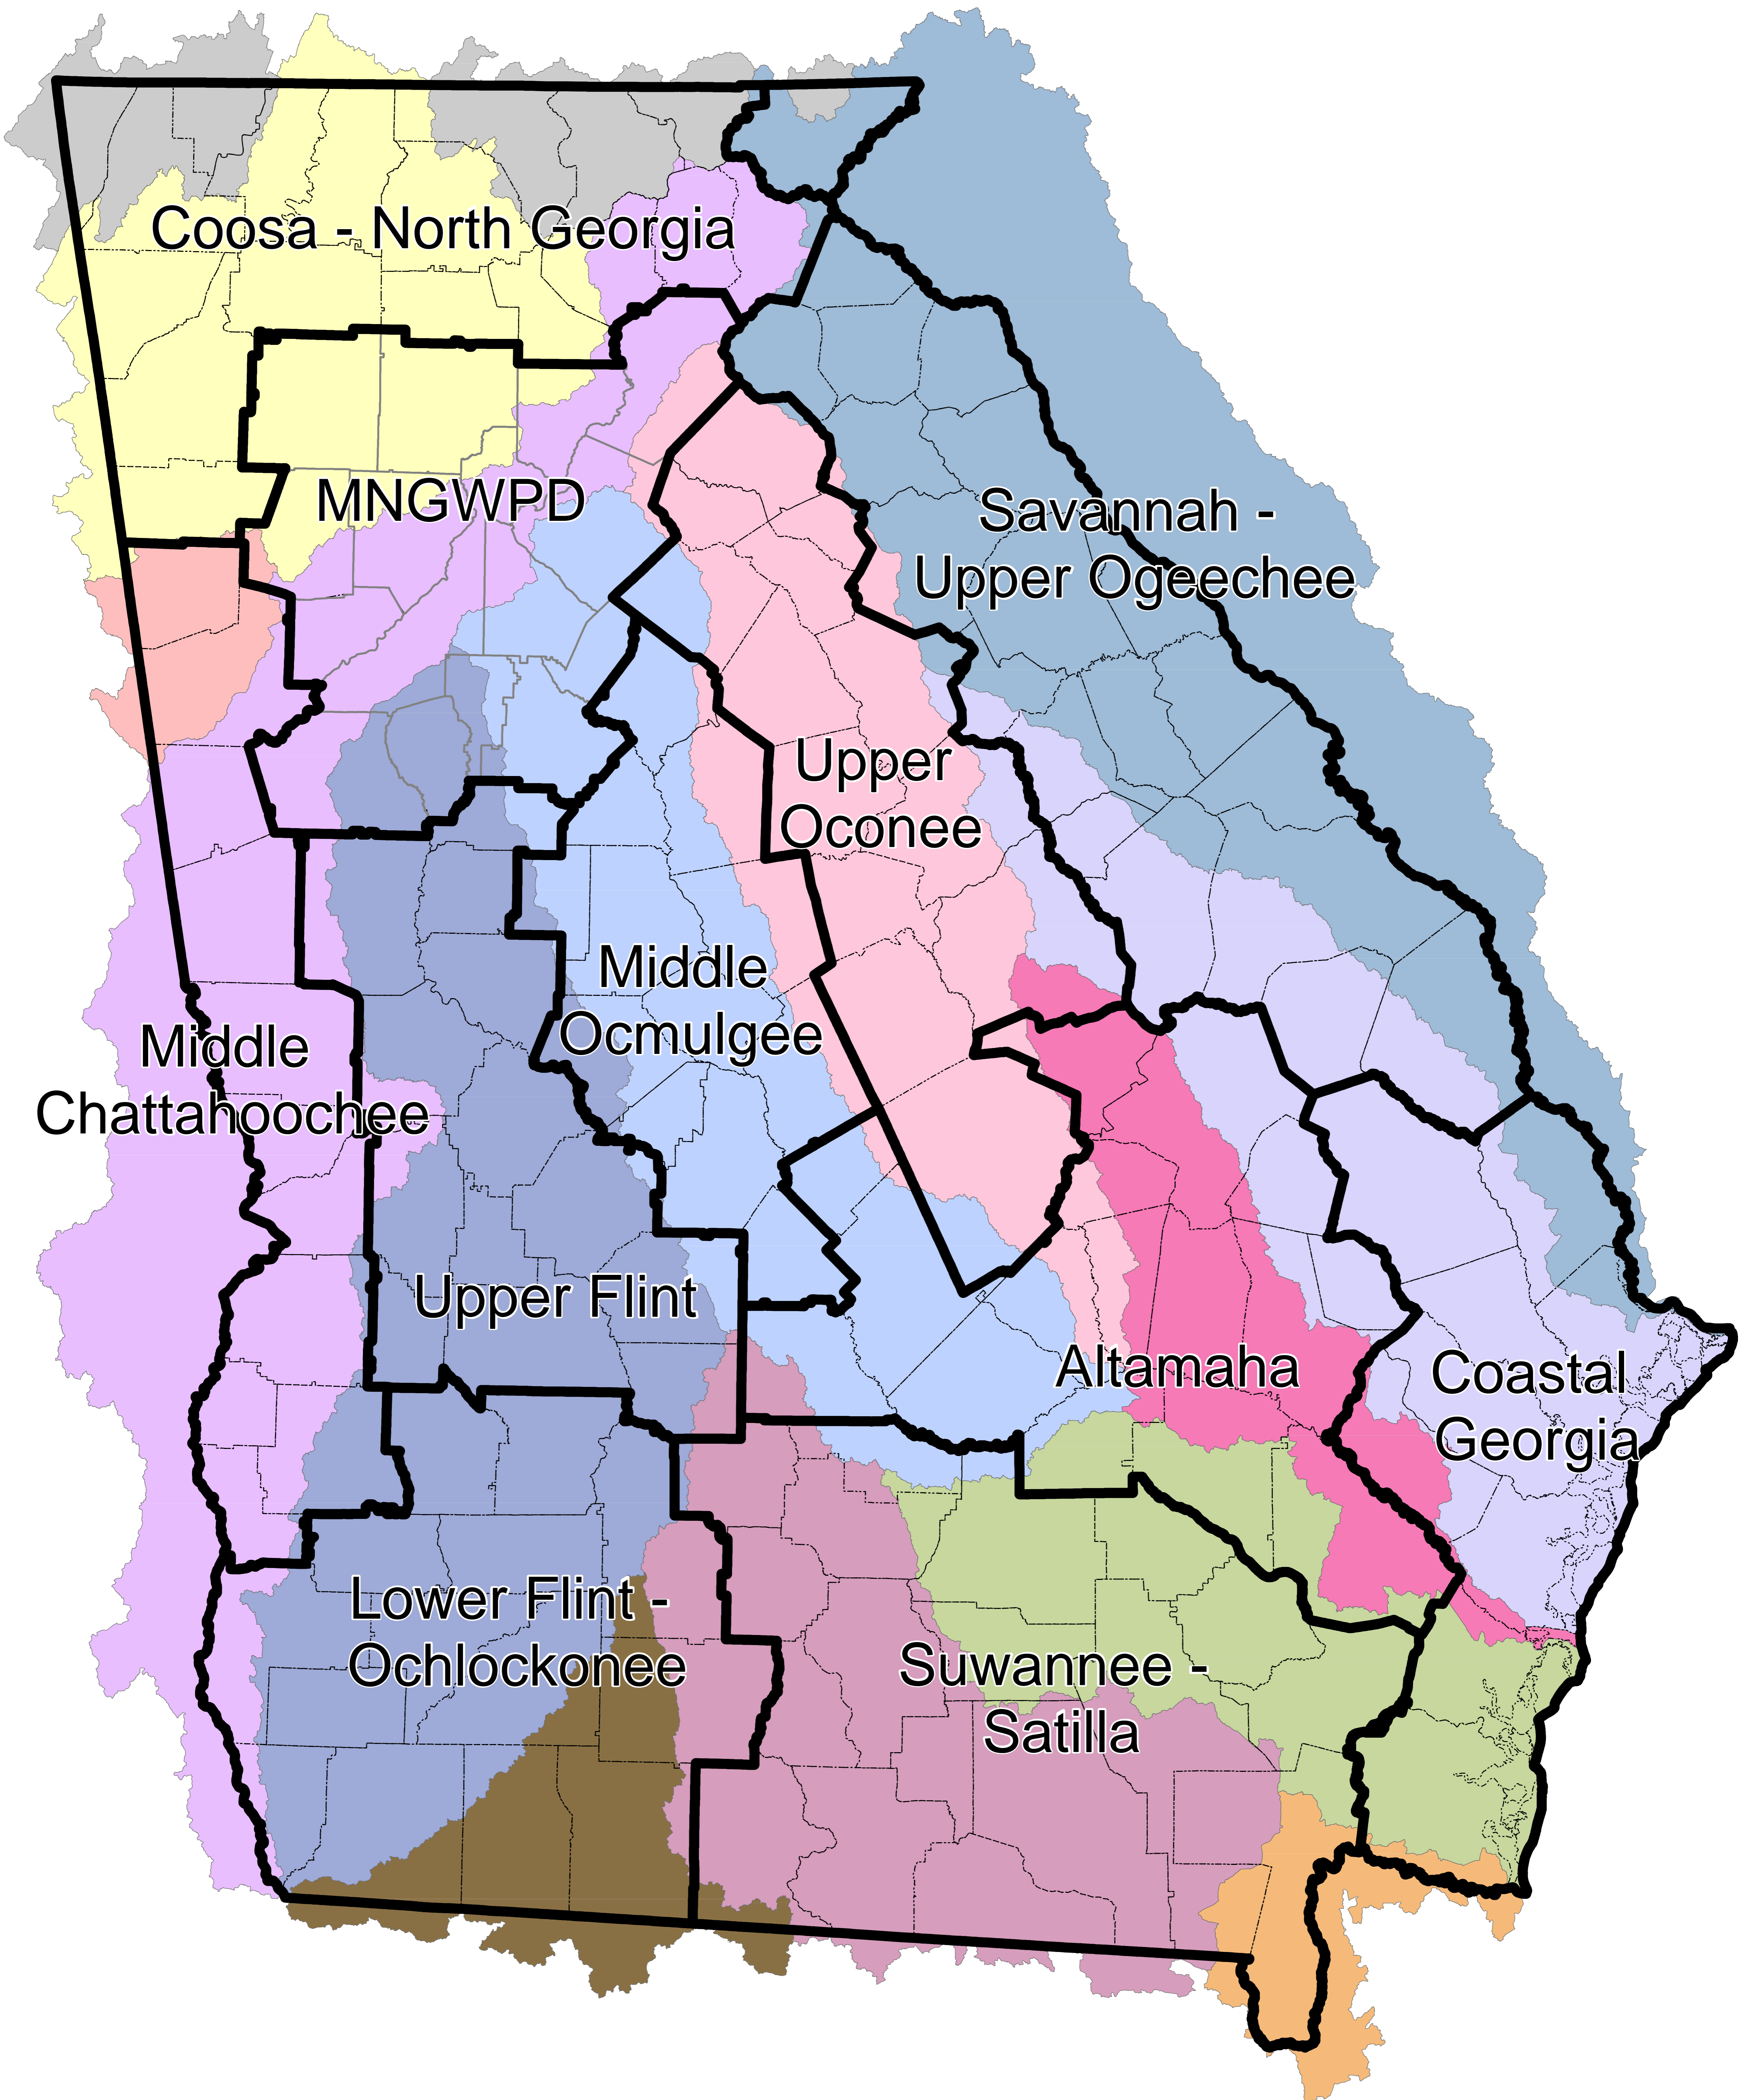 Coosa - North Georgia
MNGWPD
Savannah -
Upper Ogeechee
Upper
Oconee
Middle
Ocmulgee
Middle
Chattahoochee
Upper Flint
Altamaha
Coastal
Georgia
Lower Flint -
Ochlockonee
Suwannee -
Satilla